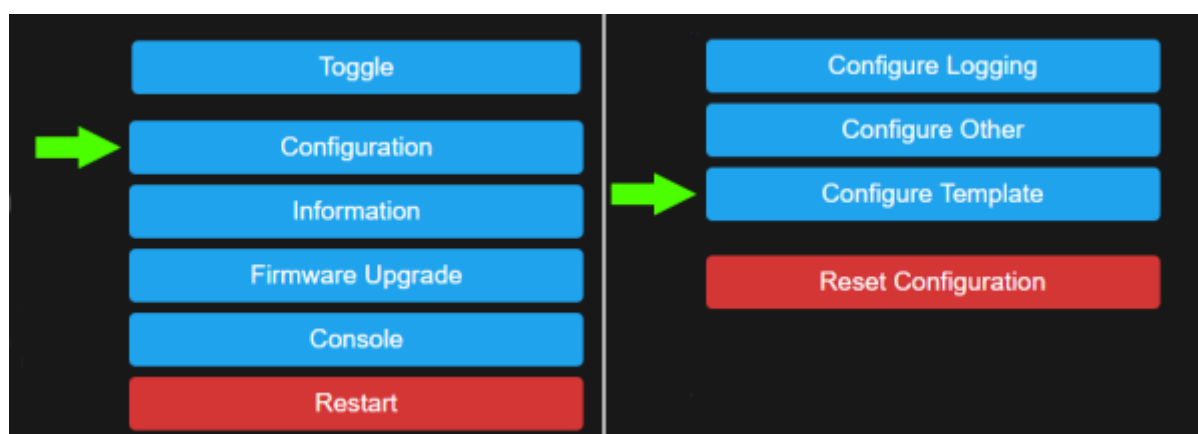 Toggle
Configuration
Information
Firmware Upgrade
Console
Restart
Configure Logging
Configure Other
Configure Template
Reset Configuration